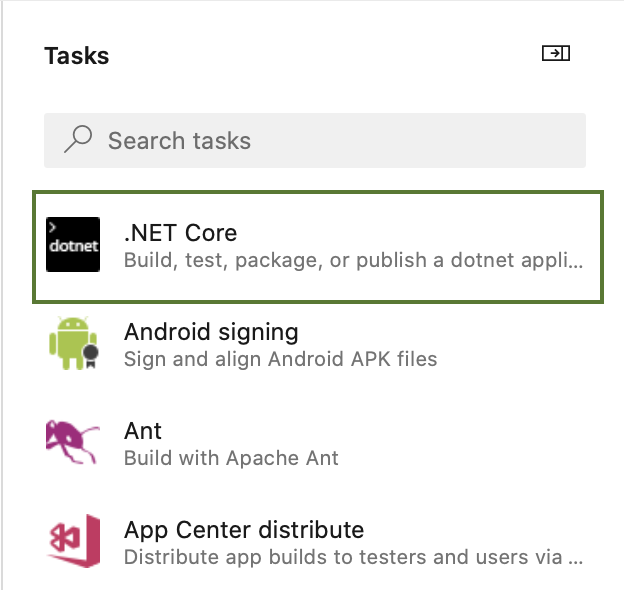 Tasks
Search tasks
dotnet
.NET Core
Build, test, package, or publish a dotnet appli...
Android signing
Sign and align Android APK files
Ant
Build with Apache Ant
App Center distribute
Distribute app builds to testers and users via ...